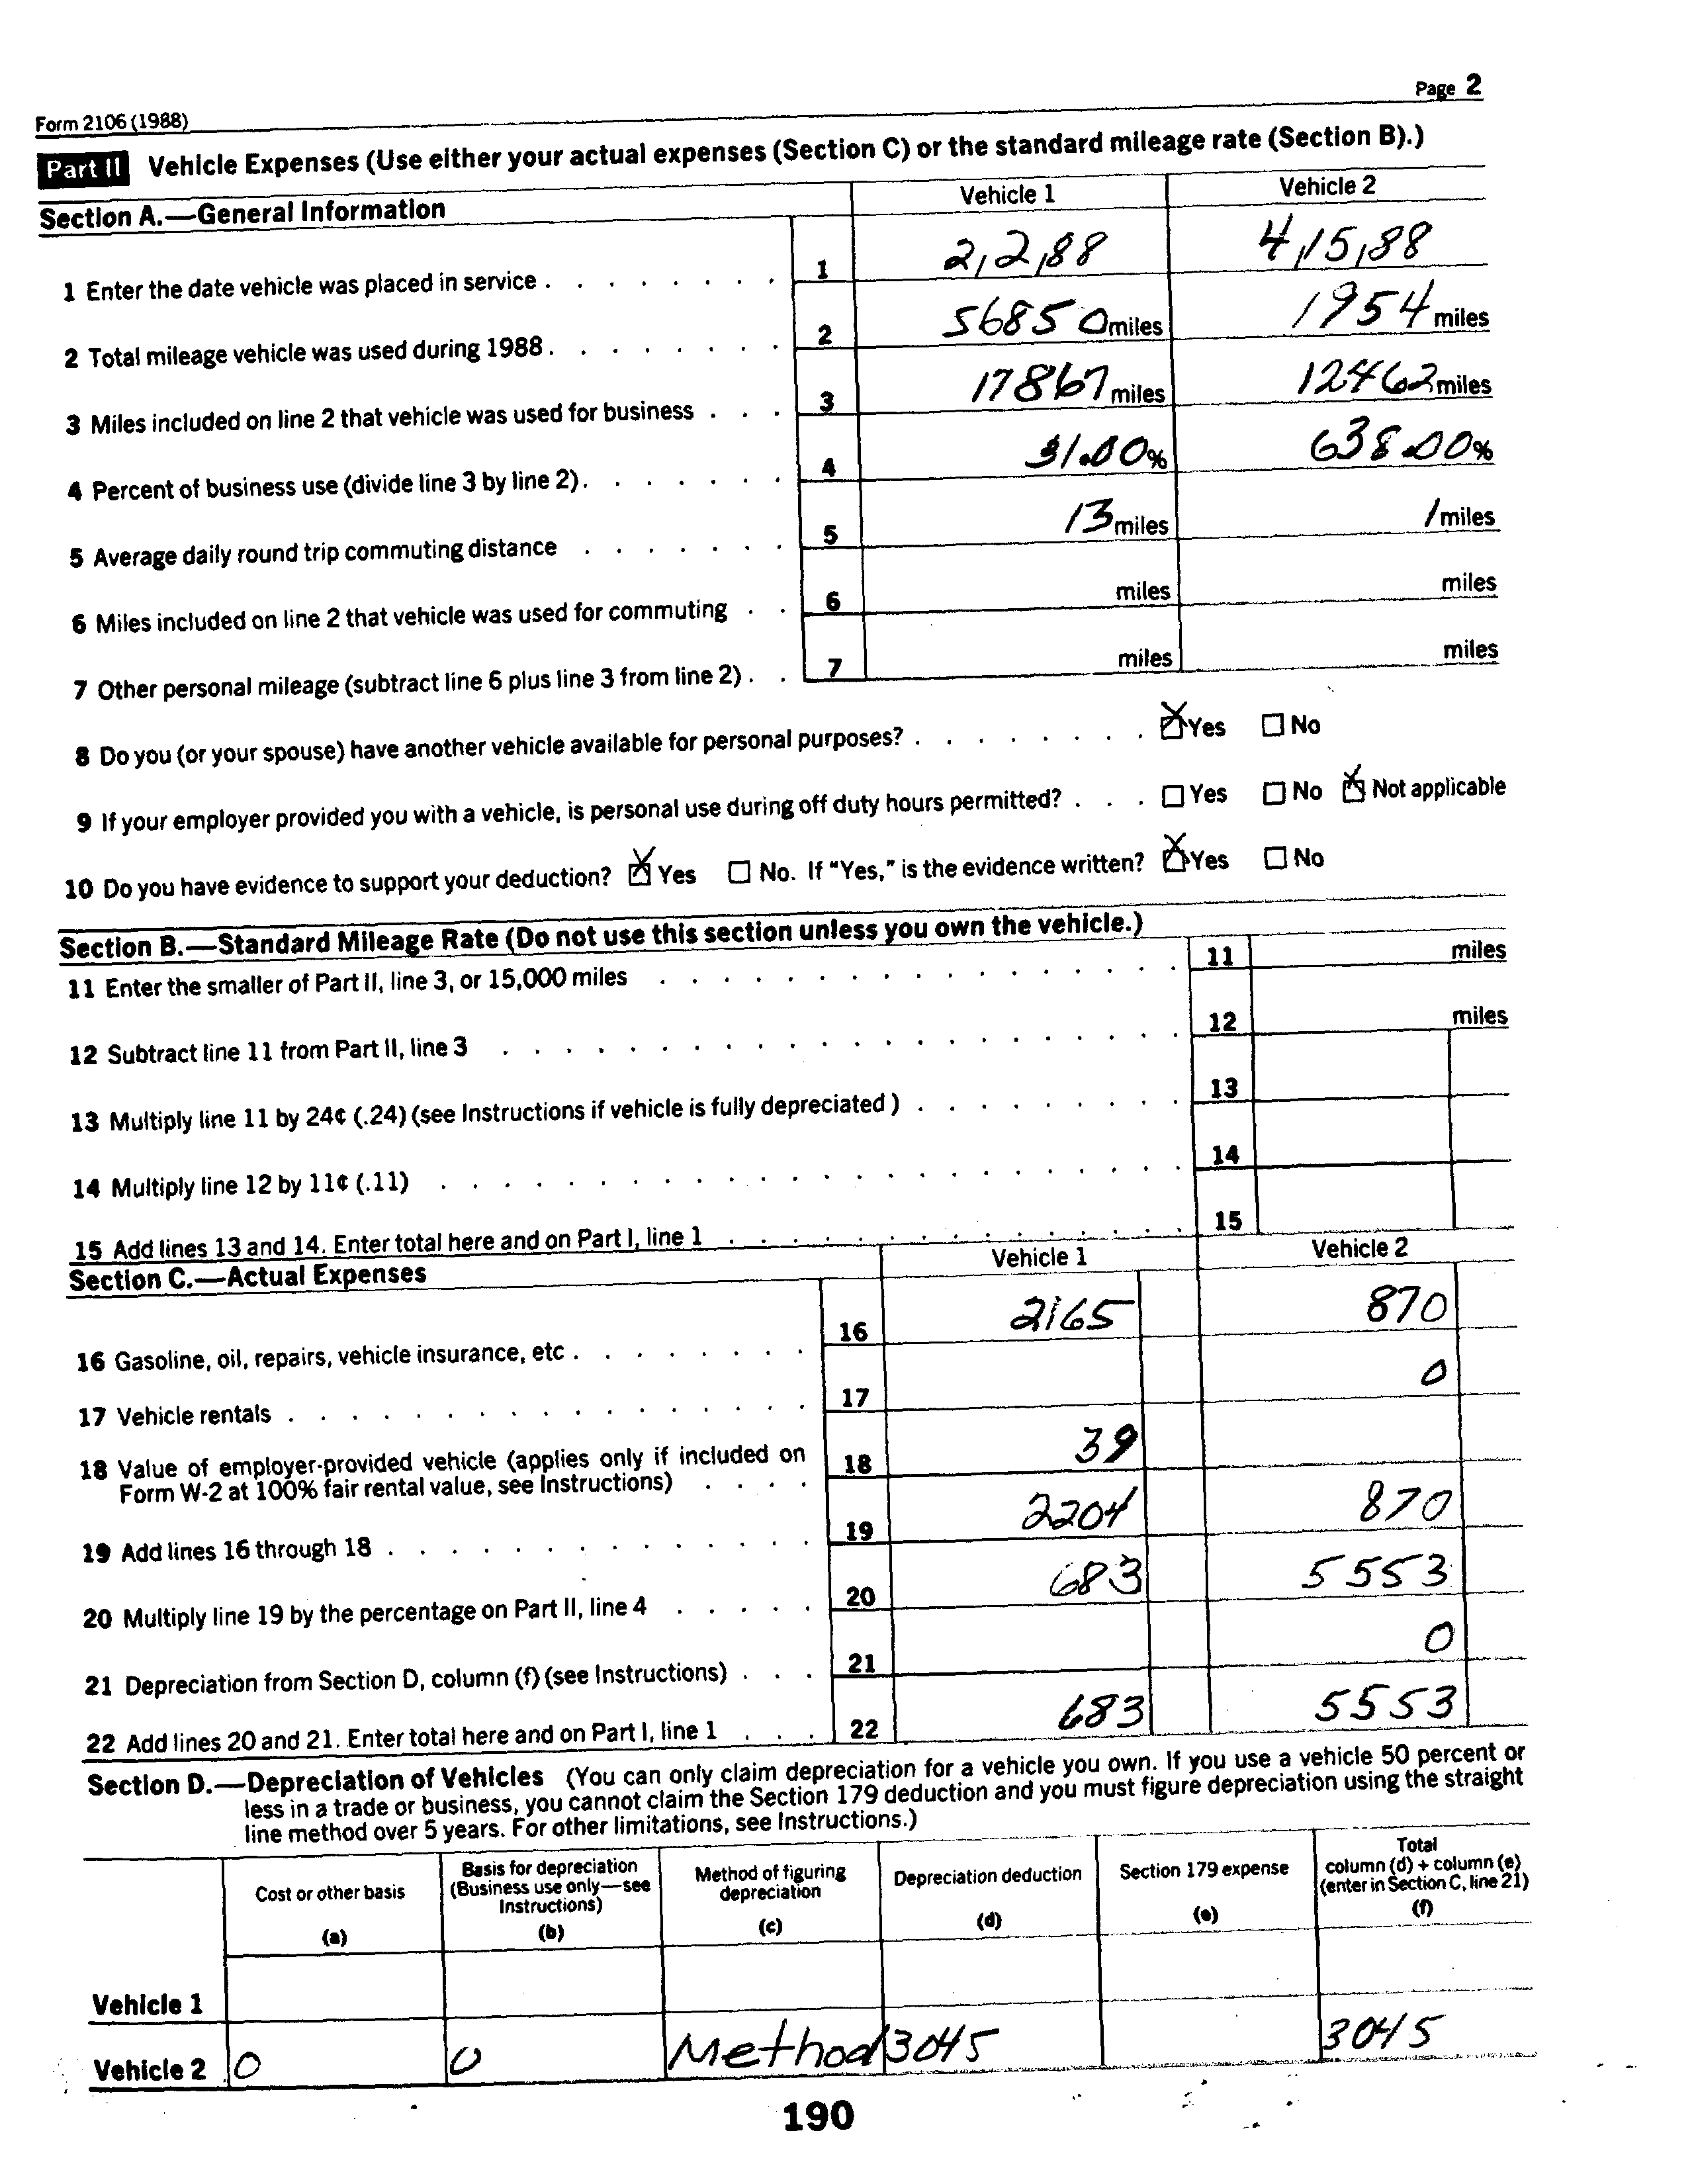 Form 2106 (1988) Page 2
Part II Vehicle Expenses (Use either your actual expenses (Section C) or the standard mileage rate (Section B).)
Section A.—General Information Vehicle 1 Vehicle 2
1 Enter the date vehicle was placed in service 1 2,2,88 4,15,88
2 Total mileage vehicle was used during 1988 2 56850 miles 1954 miles
3 Miles included on line 2 that vehicle was used for business 3 17867 miles 12462 miles
4 Percent of business use (divide line 3 by line 2) 4 31.00% 638.00%
5 Average daily round trip commuting distance 5 13 miles 1 miles
6 Miles included on line 2 that vehicle was used for commuting 6 miles miles
7 Other personal mileage (subtract line 6 plus line 3 from line 2) 7 miles miles
8 Do you (or your spouse) have another vehicle available for personal purposes? X Yes No
9 If your employer provided you with a vehicle, is personal use during off duty hours permitted? Yes No X Not applicable
10 Do you have evidence to support your deduction? X Yes No. If "Yes," is the evidence written? X Yes No
Section B.—Standard Mileage Rate (Do not use this section unless you own the vehicle.)
11 Enter the smaller of Part II, line 3, or 15,000 miles 11 miles
12 Subtract line 11 from Part II, line 3 12 miles
13 Multiply line 11 by 24¢ (.24) (see Instructions if vehicle is fully depreciated ) 13
14 Multiply line 12 by 11¢ (.11) 14
15 Add lines 13 and 14. Enter total here and on Part I, line 1 15
Section C.—Actual Expenses Vehicle 1 Vehicle 2
16 Gasoline, oil, repairs, vehicle insurance, etc 16 2165 870
17 Vehicle rentals 17 0
18 Value of employer-provided vehicle (applies only if included on
Form W-2 at 100% fair rental value, see Instructions) 18 39
19 Add lines 16 through 18 19 2204 870
20 Multiply line 19 by the percentage on Part II, line 4 20 683 5553
21 Depreciation from Section D, column (f) (see Instructions) 21 0
22 Add lines 20 and 21. Enter total here and on Part I, line 1 22 683 5553
Section D.—Depreciation of Vehicles (You can only claim depreciation for a vehicle you own. If you use a vehicle 50 percent or
less in a trade or business, you cannot claim the Section 179 deduction and you must figure depreciation using the straight
line method over 5 years. For other limitations, see Instructions.)
Cost or other basis
(a)
Basis for depreciation
(Business use only—see
Instructions)
(b)
Method of figuring
depreciation
(c)
Depreciation deduction
(d)
Section 179 expense
(e)
Total
column (d) + column (e)
(enter in Section C, line 21)
(f)
Vehicle 1
Vehicle 2 0 0 Method 3045 3045
190